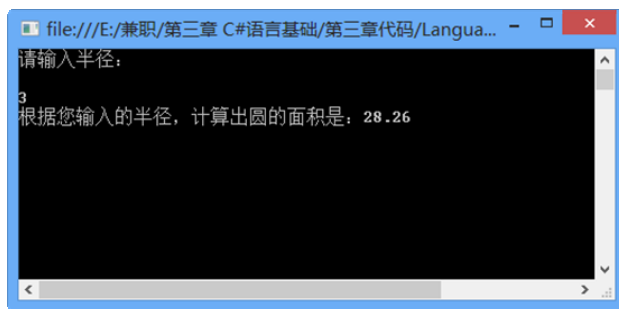 file:///E:/兼职/第三章 C#语言基础/第三章代码/Langua...
请输入半径：
3
根据您输入的半径，计算出圆的面积是：28.26